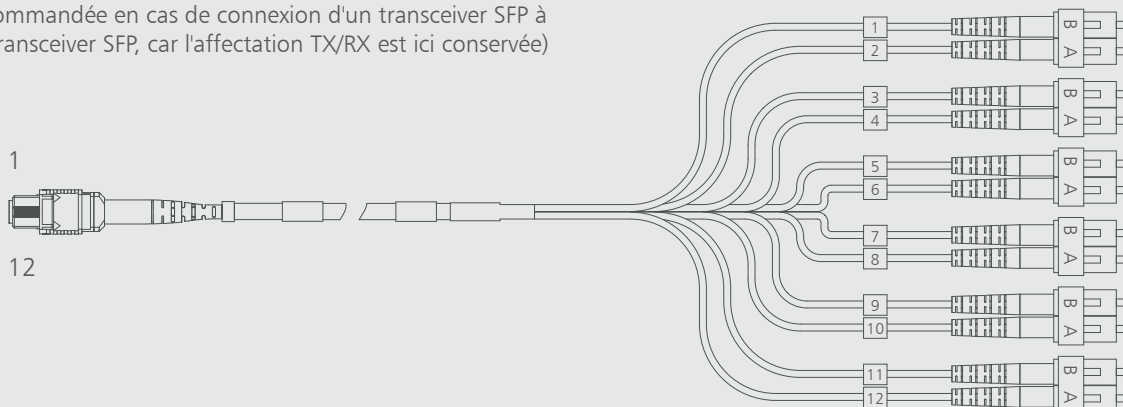 ommandée en cas de connexion d'un transceiver SFP à
ransceiver SFP, car l'affectation TX/RX est ici conservée)
1
12
1 B
2 A
3 B
4 A
5 B
6 A
7 B
8 A
9 B
10 A
11 B
12 A